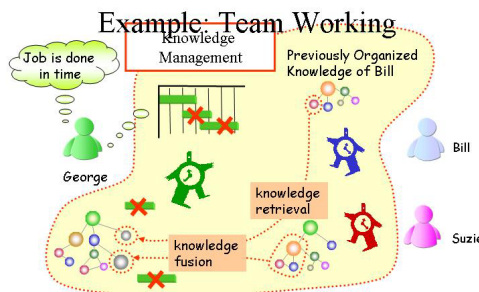 Example: Team Working
Knowledge
Management
Job is done
in time
Previously Organized
Knowledge of Bill
George
Bill
knowledge
retrieval
Suzie
knowledge
fusion